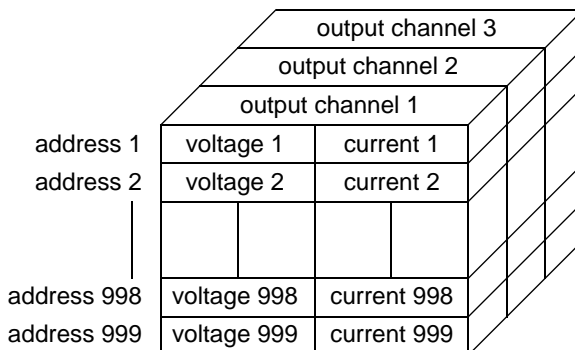 output channel 3
output channel 2
output channel 1
address 1 voltage 1 current 1
address 2 voltage 2 current 2
address 998 voltage 998 current 998
address 999 voltage 999 current 999